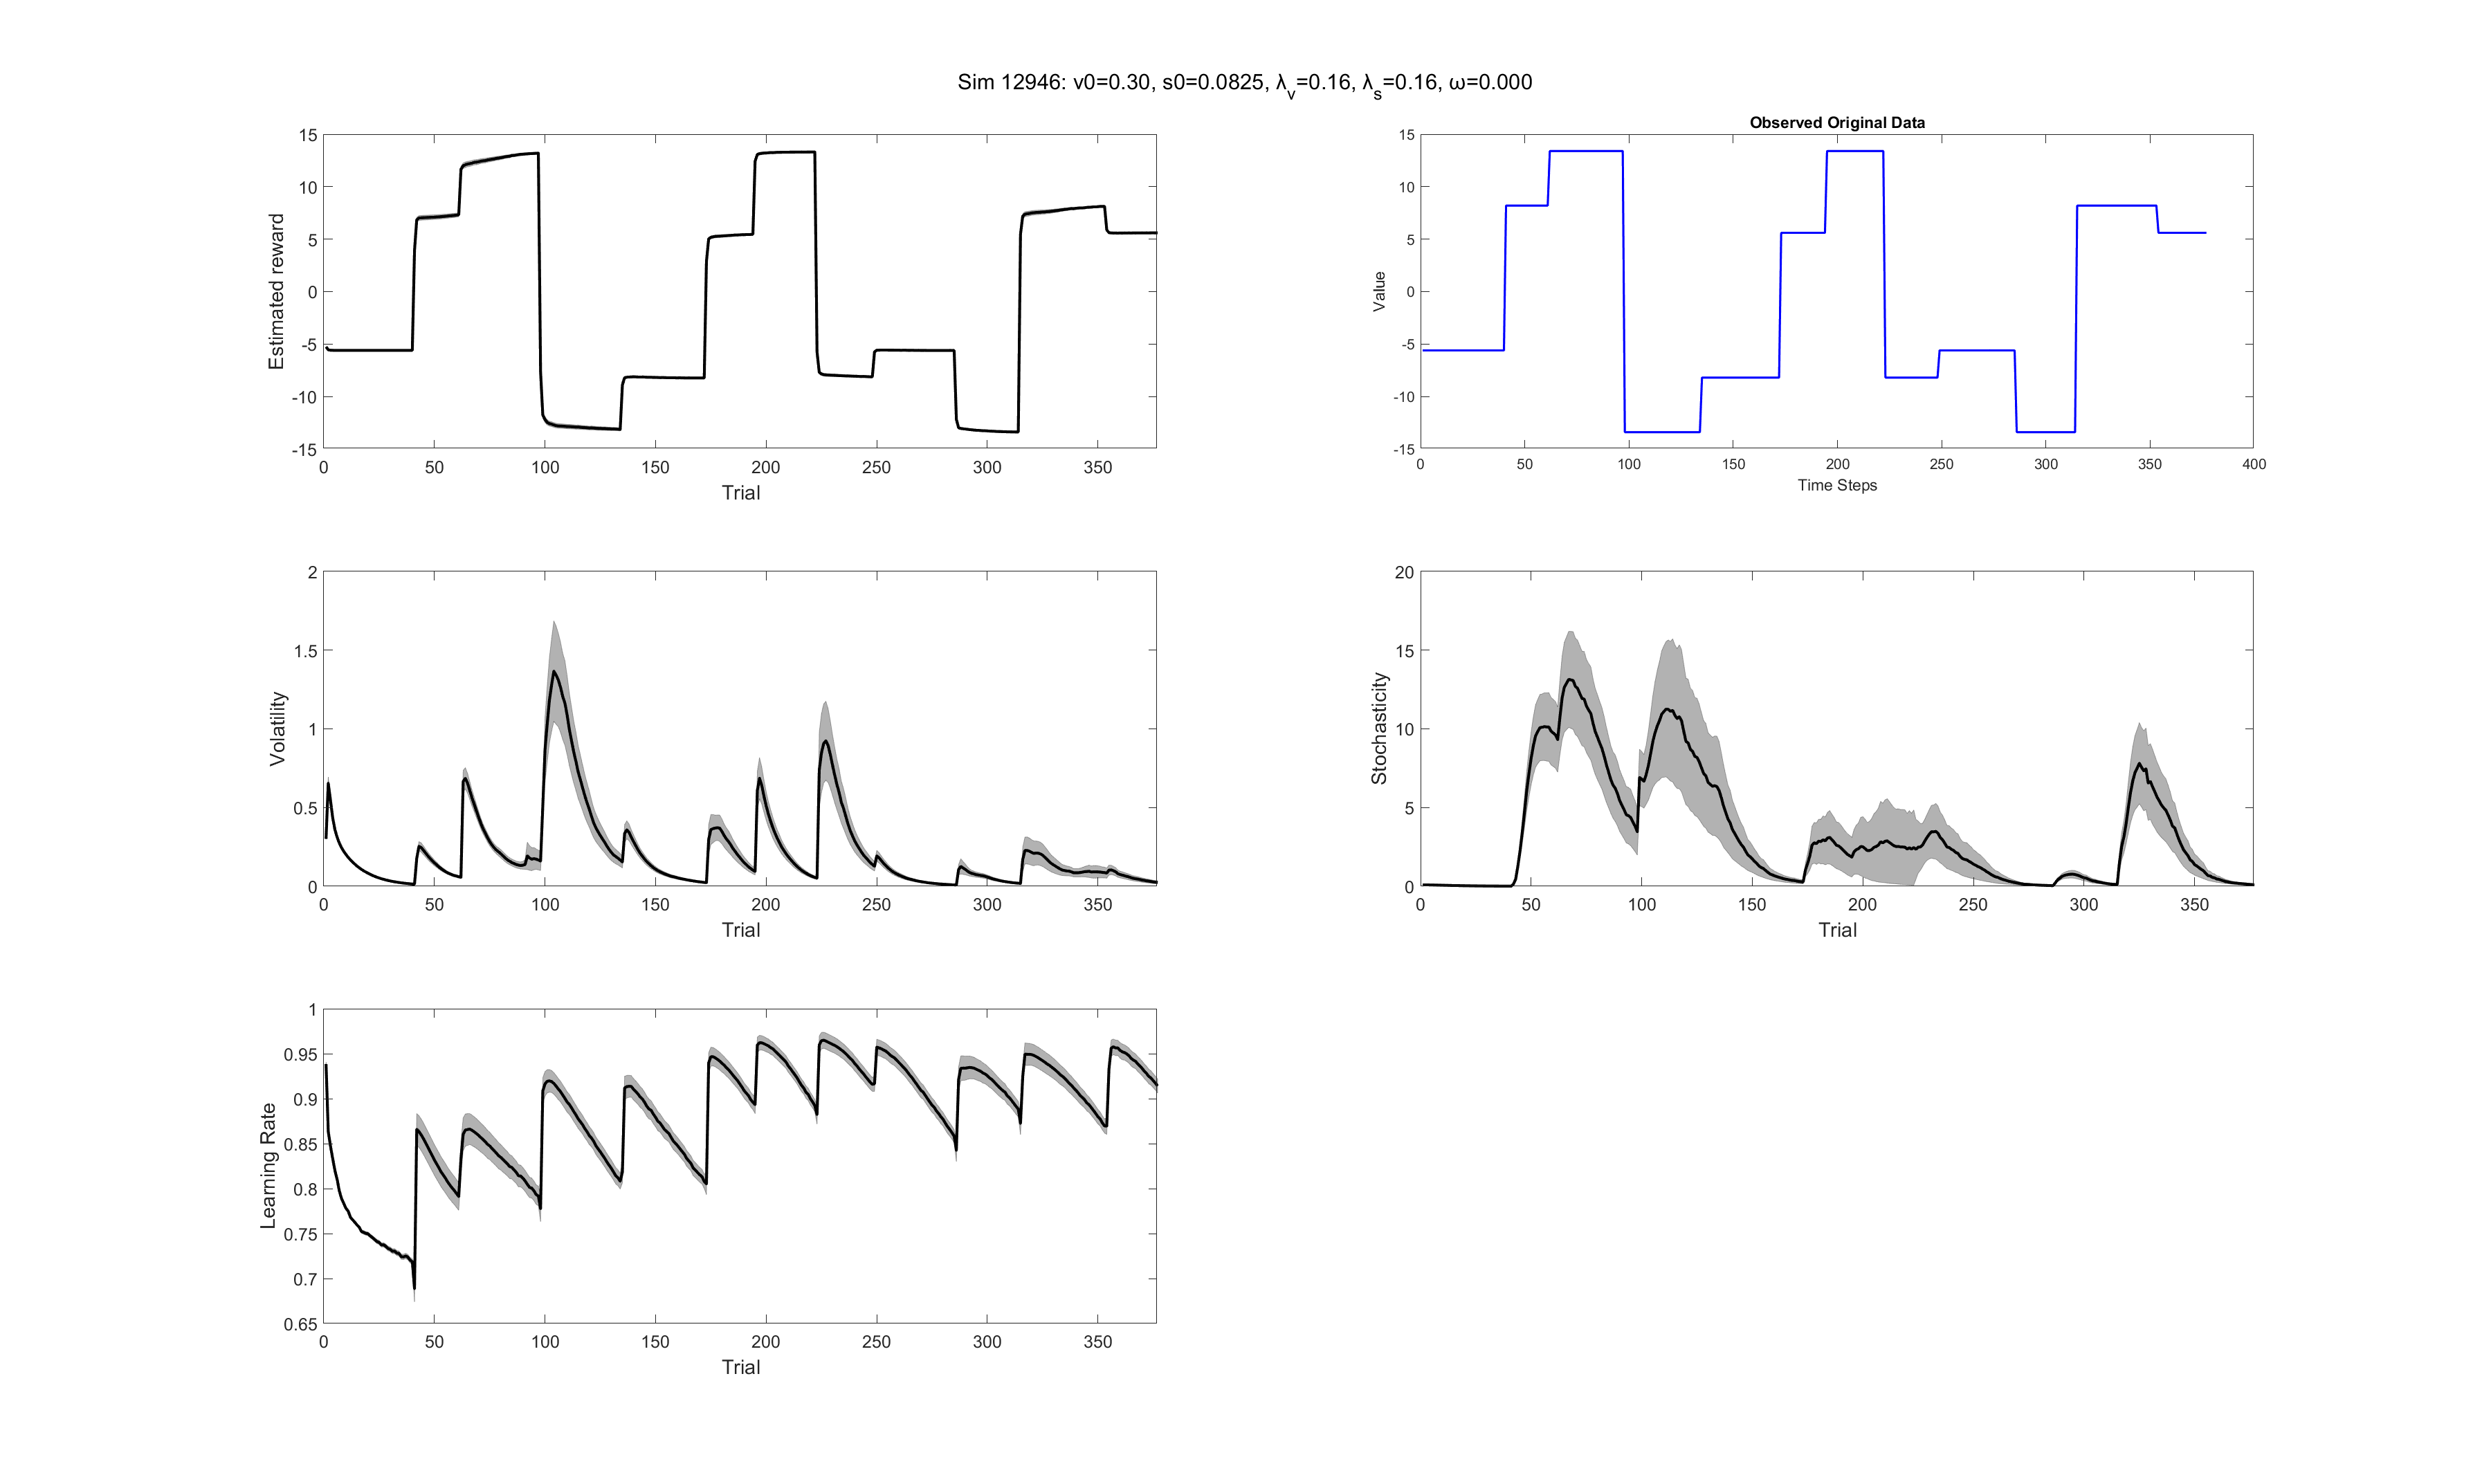 Sim 12946: v0=0.30, s0=0.0825, λv=0.16, λs=0.16, ω=0.000
15
10
5
0
-5
-10
-15
Estimated reward
0 50 100 150 200 250 300 350
Trial
Observed Original Data
15
10
5
0
-5
-10
-15
Value
0 50 100 150 200 250 300 350 400
Time Steps
2
1.5
1
0.5
0
Volatility
0 50 100 150 200 250 300 350
Trial
20
15
10
5
0
Stochasticity
0 50 100 150 200 250 300 350
Trial
1
0.95
0.9
0.85
0.8
0.75
0.7
0.65
Learning Rate
0 50 100 150 200 250 300 350
Trial